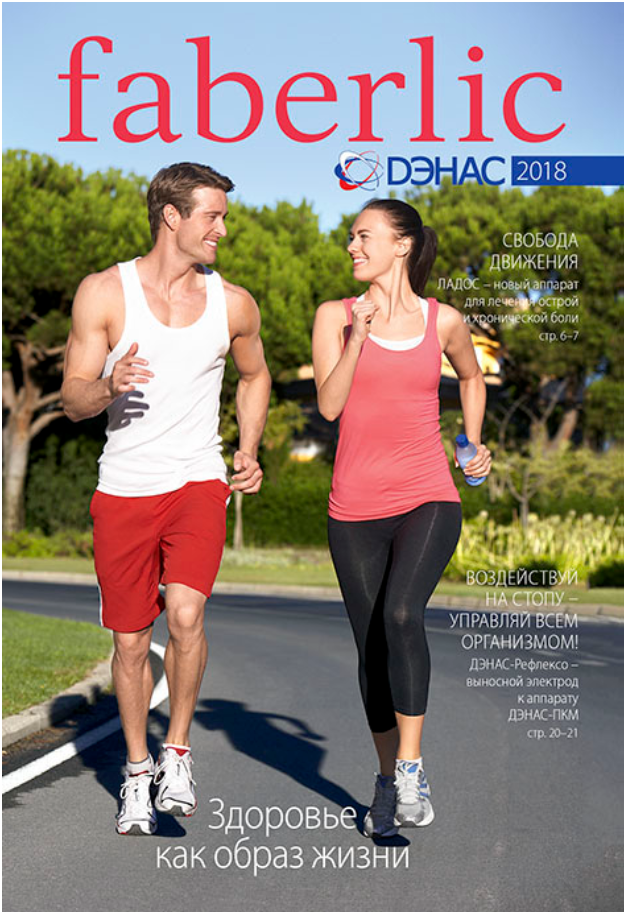 faberlic
DЭНАС 2018
СВОБОДА
ДВИЖЕНИЯ
ЛАДОС – новый аппарат
для лечения острой
и хронической боли
стр. 6–7
ВОЗДЕЙСТВУЙ
НА СТОПУ –
УПРАВЛЯЙ ВСЕМ
ОРГАНИЗМОМ!
ДЭНАС-Рефлексо –
выносной электрод
к аппарату
ДЭНАС-ПКМ
стр. 20–21
Здоровье
как образ жизни